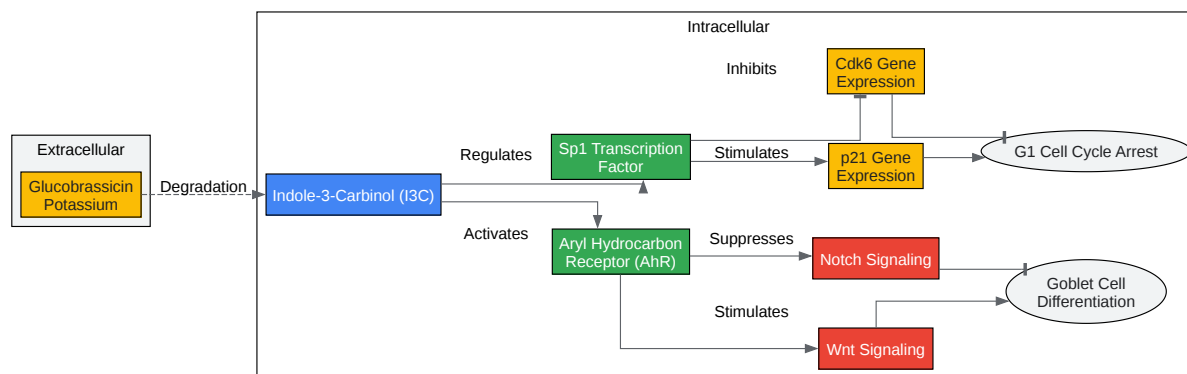 Intracellular
Inhibits
Cdk6 Gene
Expression
Extracellular
Glucobrassicin
Potassium
Degradation
Indole-3-Carbinol (I3C)
Regulates
Sp1 Transcription
Factor
Stimulates
p21 Gene
Expression
G1 Cell Cycle Arrest
Activates
Aryl Hydrocarbon
Receptor (AhR)
Suppresses
Notch Signaling
Goblet Cell
Differentiation
Stimulates
Wnt Signaling